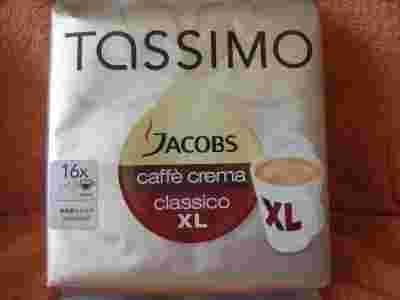 TASSIMO
JACOBS
caffè crema
classico
XL
16x
XL